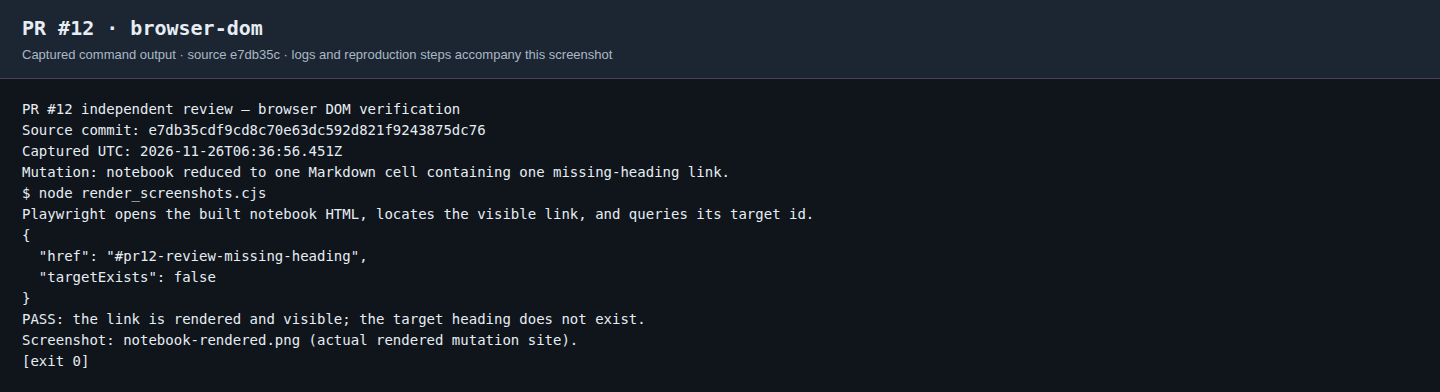 PR #12 · browser-dom
Captured command output · source e7db35c · logs and reproduction steps accompany this screenshot
PR #12 independent review — browser DOM verification
Source commit: e7db35cdf9cd8c70e63dc592d821f9243875dc76
Captured UTC: 2026-11-26T06:36:56.451Z
Mutation: notebook reduced to one Markdown cell containing one missing-heading link.
$ node render_screenshots.cjs
Playwright opens the built notebook HTML, locates the visible link, and queries its target id.
{
  "href": "#pr12-review-missing-heading",
  "targetExists": false
}
PASS: the link is rendered and visible; the target heading does not exist.
Screenshot: notebook-rendered.png (actual rendered mutation site).
[exit 0]